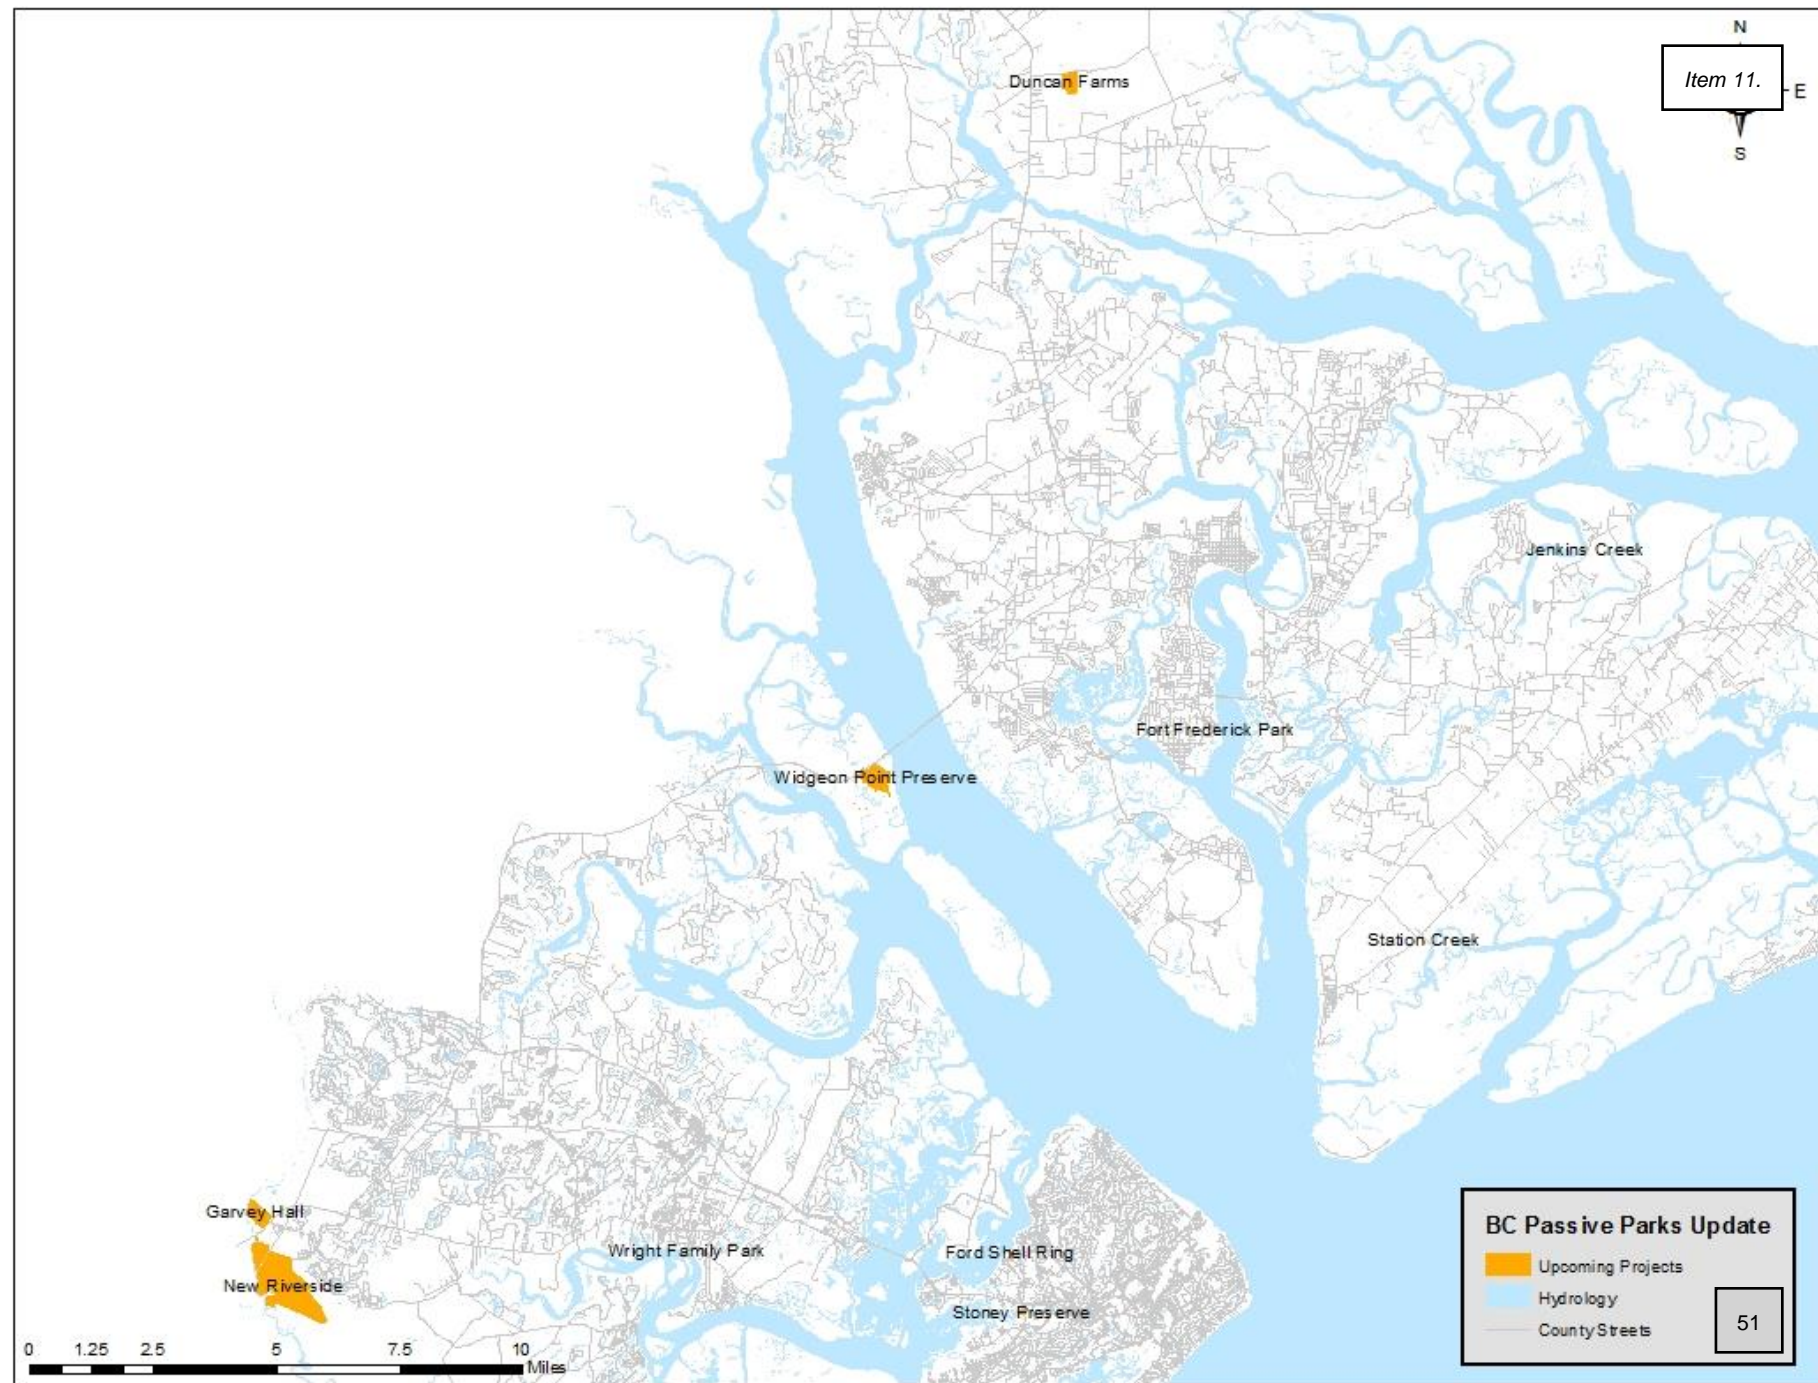 N
Item 11.
E
S
Duncan Farms
Jenkins Creek
Fort Frederick Park
Widgeon Point Preserve
Station Creek
Garvey Hall
Wright Family Park
Ford Shell Ring
New Riverside
Stoney Preserve
BC Passive Parks Update
Upcoming Projects
Hydrology
County Streets
51
0 1.25 2.5 5 7.5 10
Miles